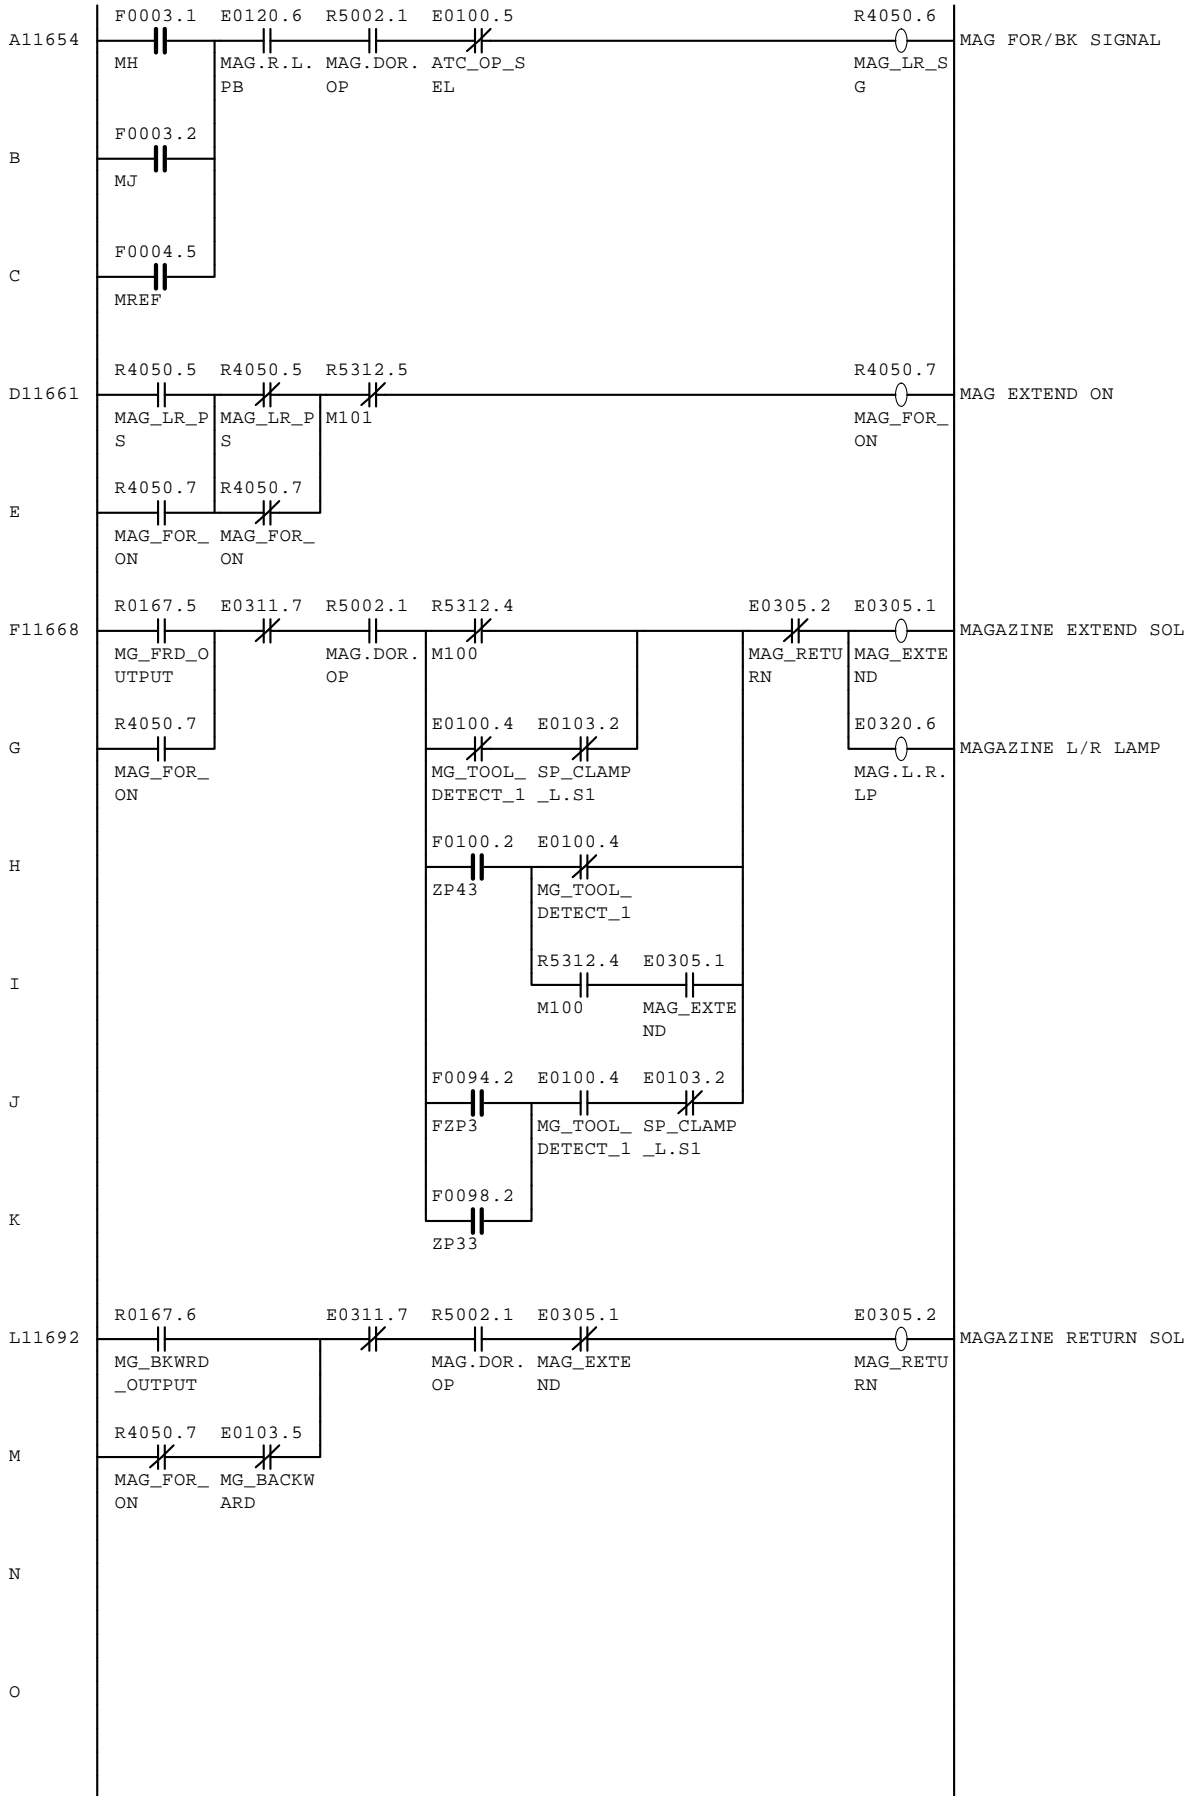 F0003.1 E0120.6 R5002.1 E0100.5 R4050.6
A11654 MAG FOR/BK SIGNAL
MH MAG.R.L. MAG.DOR. ATC_OP_S MAG_LR_S
PB OP EL G
F0003.2
B
MJ
F0004.5
C
MREF
R4050.5 R4050.5 R5312.5 R4050.7
D11661 MAG EXTEND ON
MAG_LR_P MAG_LR_P M101 MAG_FOR_
S S ON
R4050.7 R4050.7
E
MAG_FOR_ MAG_FOR_
ON ON
R0167.5 E0311.7 R5002.1 R5312.4 E0305.2 E0305.1
F11668 MAGAZINE EXTEND SOL
MG_FRD_O MAG.DOR. M100 MAG_RETU MAG_EXTE
UTPUT OP RN ND
R4050.7 E0100.4 E0103.2 E0320.6
G MAGAZINE L/R LAMP
MAG_FOR_ MG_TOOL_ SP_CLAMP MAG.L.R.
ON DETECT_1 _L.S1 LP
F0100.2 E0100.4
H
ZP43 MG_TOOL_
DETECT_1
R5312.4 E0305.1
I
M100 MAG_EXTE
ND
F0094.2 E0100.4 E0103.2
J
FZP3 MG_TOOL_ SP_CLAMP
DETECT_1 _L.S1
F0098.2
K
ZP33
R0167.6 E0311.7 R5002.1 E0305.1 E0305.2
L11692 MAGAZINE RETURN SOL
MG_BKWRD MAG.DOR. MAG_EXTE MAG_RETU
_OUTPUT OP ND RN
R4050.7 E0103.5
M
MAG_FOR_ MG_BACKW
ON ARD
N
O